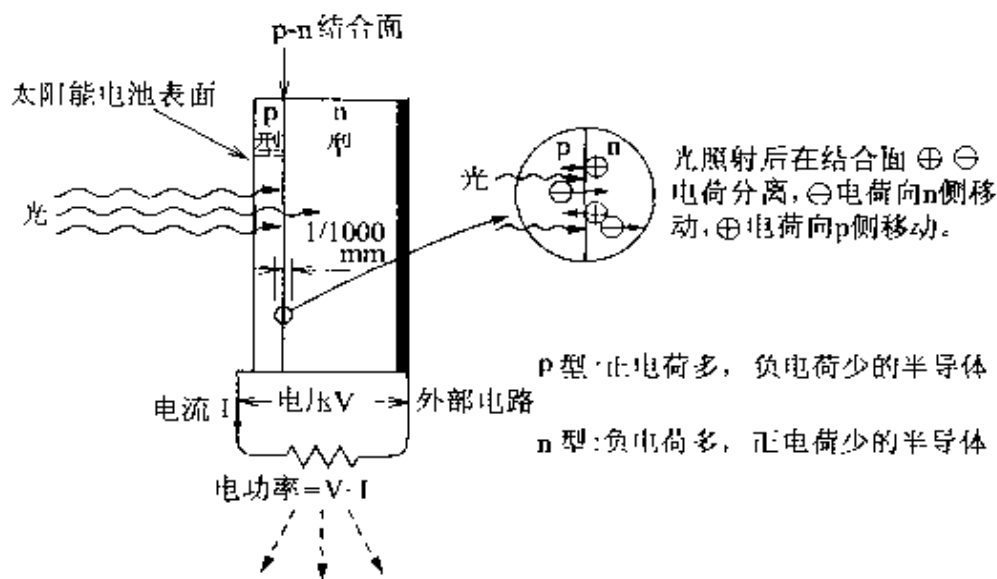 p-n 结合面
太阳能电池表面
p
型
n
型
光
1/1000
mm
光
p
n
光照射后在结合面 ⊕ ⊖
电荷分离, ⊖电荷向n侧移
动, ⊕电荷向p侧移动。
电流 I
电压V
外部电路
电功率=V·I
p 型:正电荷多, 负电荷少的半导体
n 型:负电荷多, 正电荷少的半导体